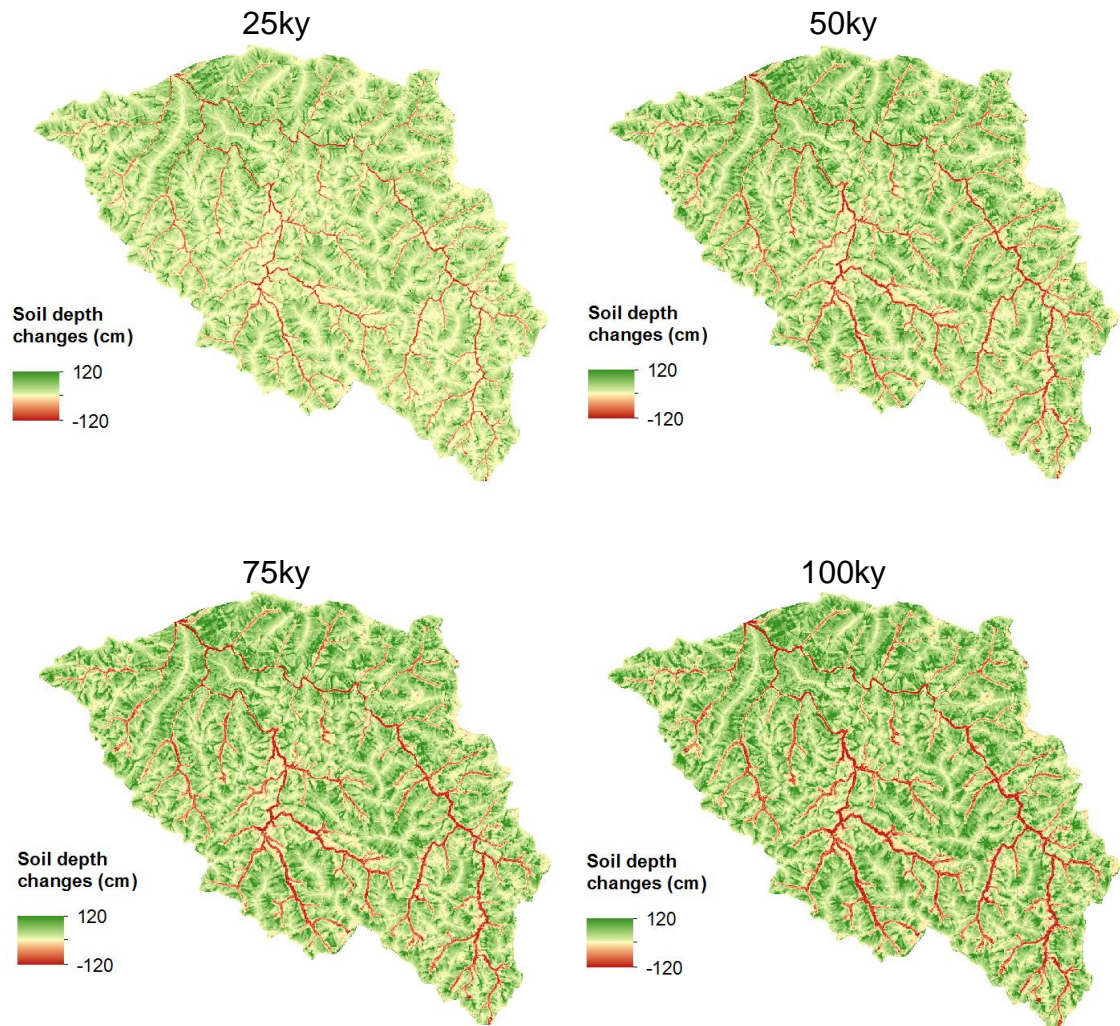 25ky
50ky
Soil depth
changes (cm)
120
-120
Soil depth
changes (cm)
120
-120
75ky
100ky
Soil depth
changes (cm)
120
-120
Soil depth
changes (cm)
120
-120